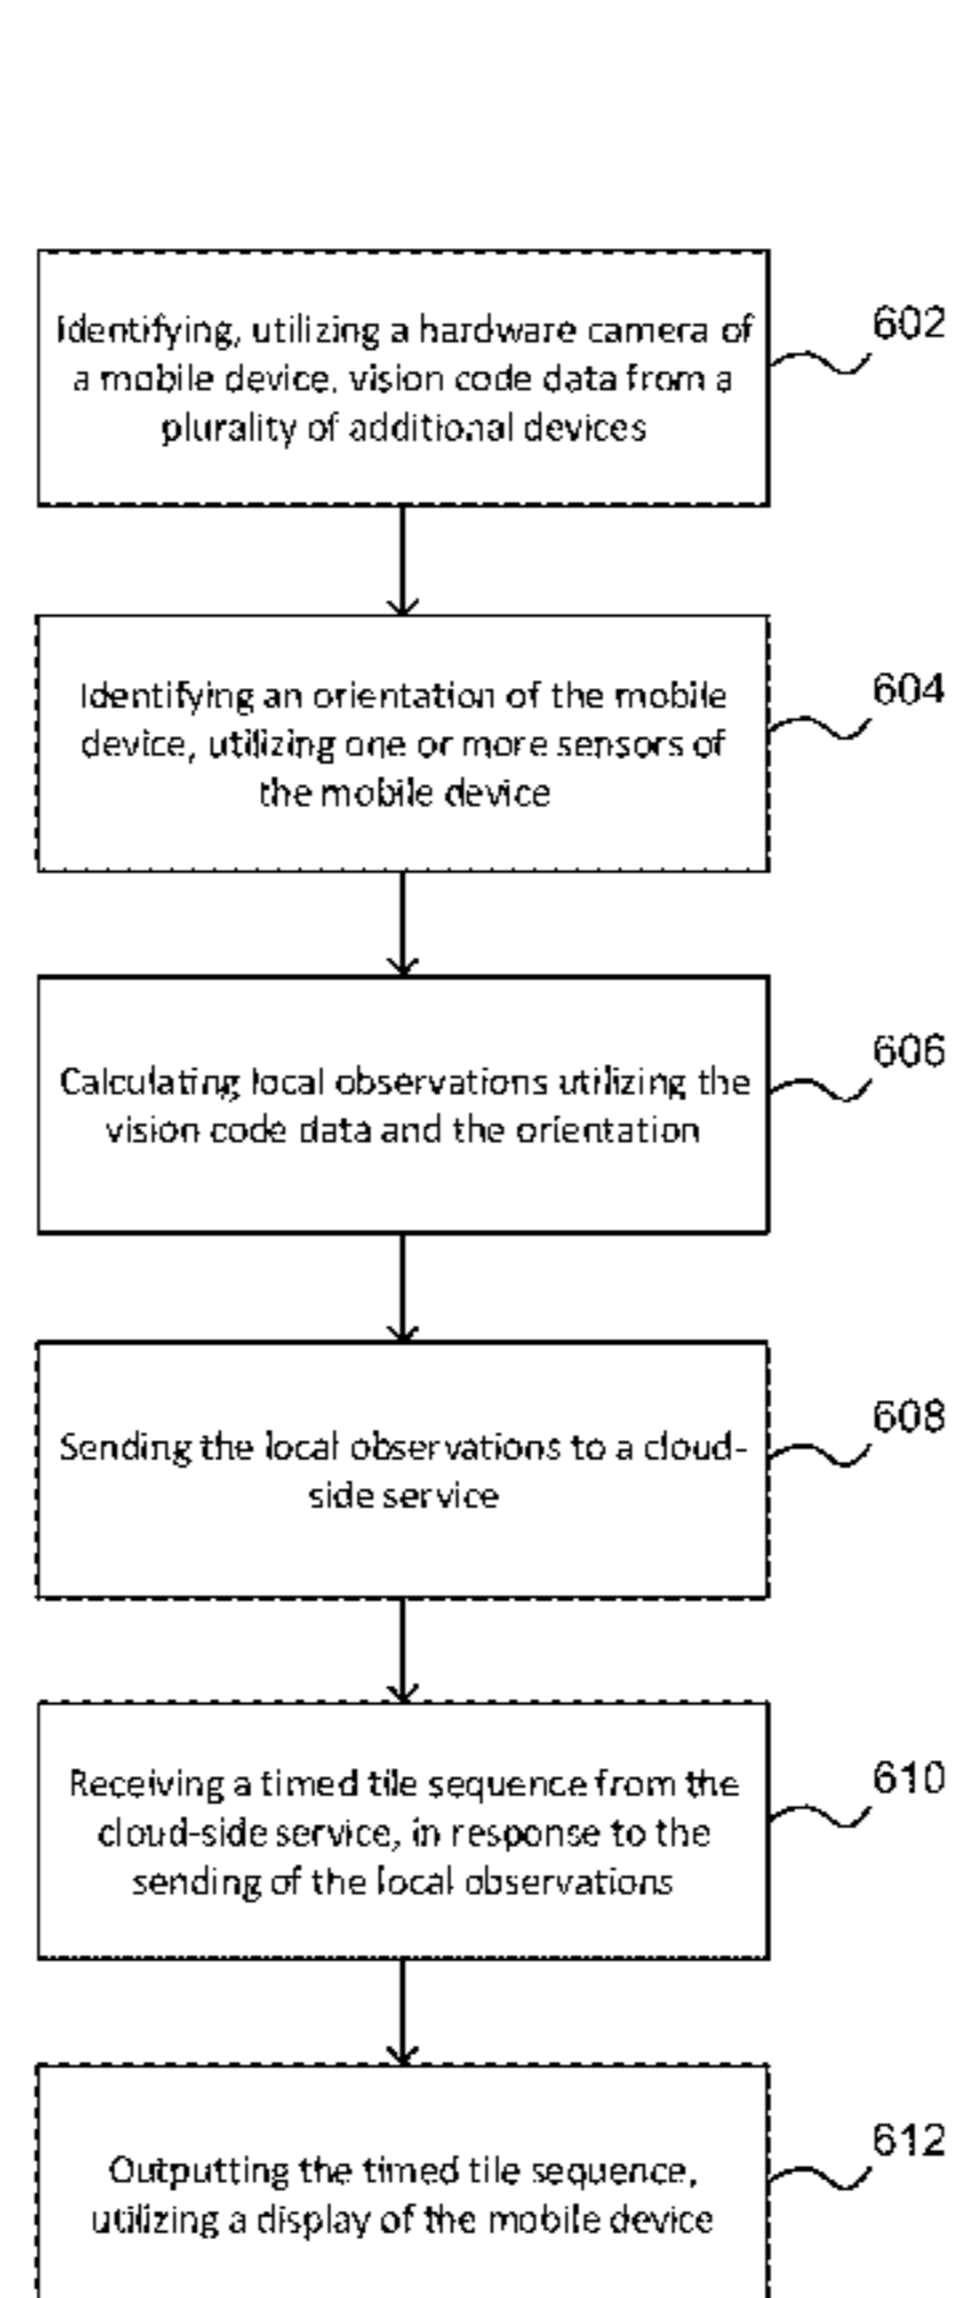 Identifying, utilizing a hardware camera of
a mobile device, vision code data from a
plurality of additional devices
602
Identifying an orientation of the mobile
device, utilizing one or more sensors of
the mobile device
604
Calculating local observations utilizing the
vision code data and the orientation
606
Sending the local observations to a cloud-
side service
608
Receiving a timed tile sequence from the
cloud-side service, in response to the
sending of the local observations
610
Outputting the timed tile sequence,
utilizing a display of the mobile device
612